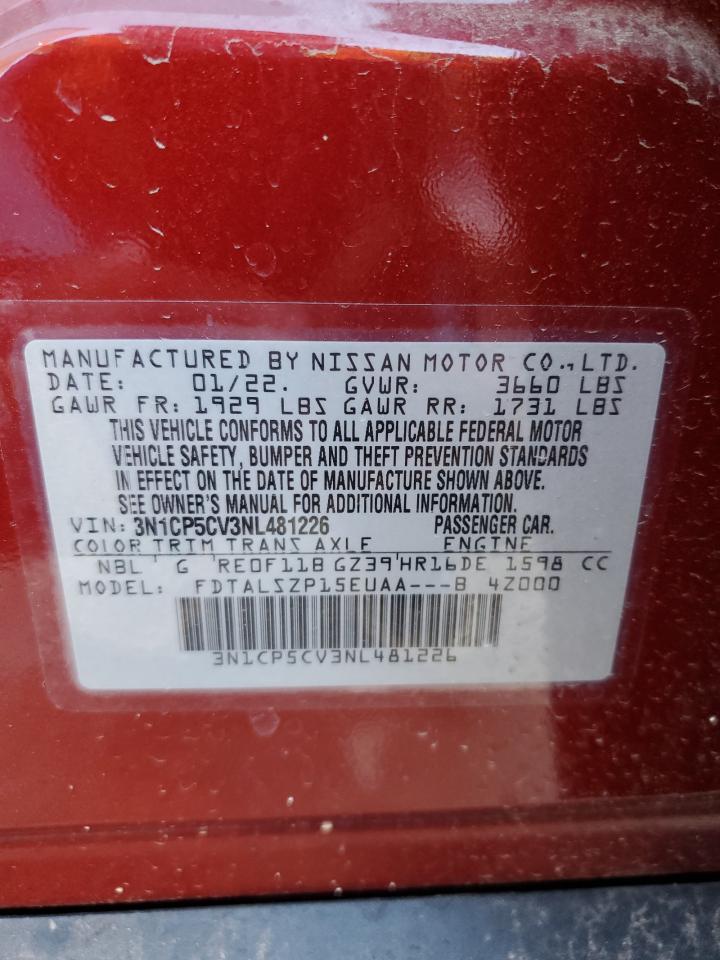 MANUFACTURED BY NISSAN MOTOR CO.,LTD.
DATE: 01/22. GVWR: 3660 LBS
GAWR FR: 1929 LBS GAWR RR: 1731 LBS
THIS VEHICLE CONFORMS TO ALL APPLICABLE FEDERAL MOTOR
VEHICLE SAFETY, BUMPER AND THEFT PREVENTION STANDARDS
IN EFFECT ON THE DATE OF MANUFACTURE SHOWN ABOVE.
SEE OWNER'S MANUAL FOR ADDITIONAL INFORMATION.
VIN: 3N1CP5CV3NL481226 PASSENGER CAR.
COLOR TRIM TRANS AXLE ENGINE
NBL G RE0F11B GZ39 HR16DE 1598 CC
MODEL: FDTALSZP15EUAA---B 4Z000
3N1CP5CV3NL481226